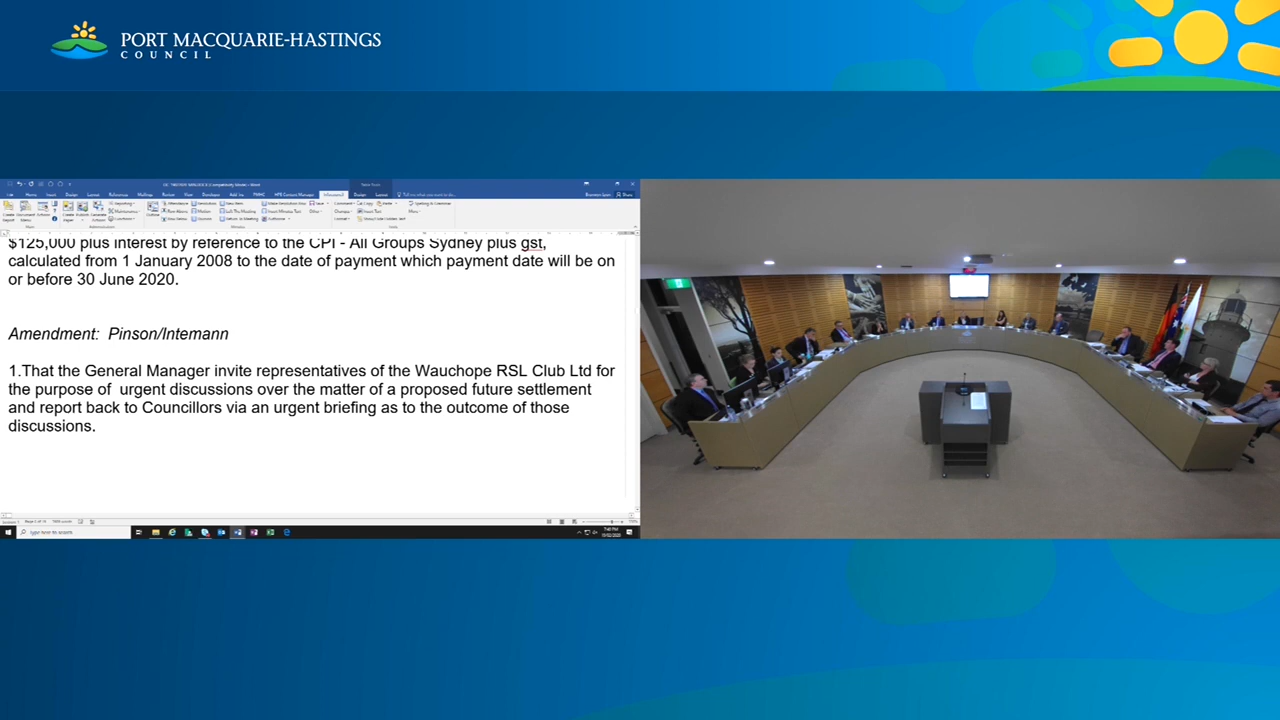 PORT MACQUARIE-HASTINGS
COUNCIL
$125,000 plus interest by reference to the CPI - All Groups Sydney plus gst,
calculated from 1 January 2008 to the date of payment which payment date will be on
or before 30 June 2020.
Amendment: Pinson/Intemann
1.That the General Manager invite representatives of the Wauchope RSL Club Ltd for
the purpose of urgent discussions over the matter of a proposed future settlement
and report back to Councillors via an urgent briefing as to the outcome of those
discussions.